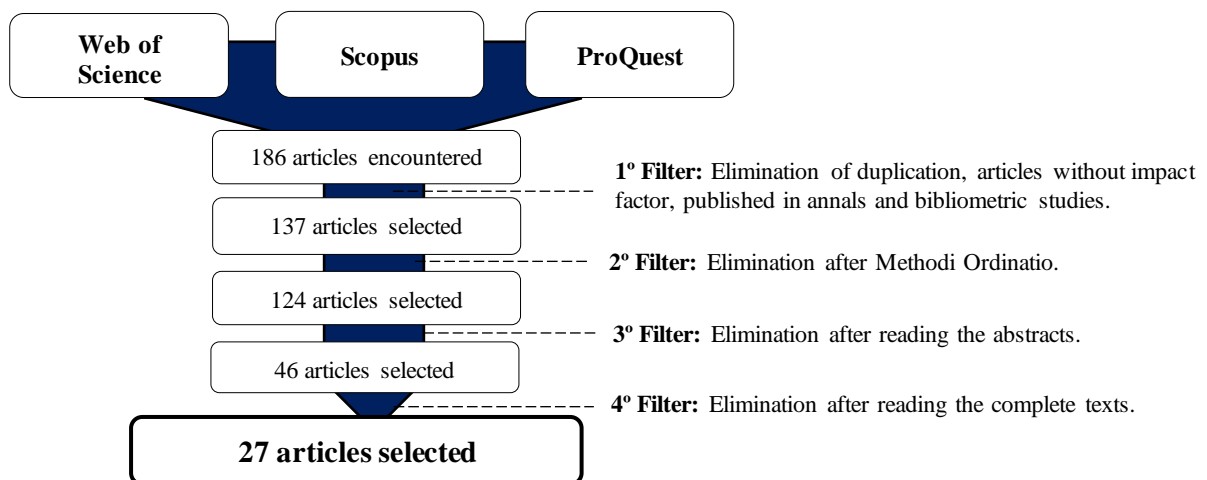 Web of
Science
Scopus
ProQuest
186 articles encountered
1º Filter: Elimination of duplication, articles without impact
factor, published in annals and bibliometric studies.
137 articles selected
2º Filter: Elimination after Methodi Ordinatio.
124 articles selected
3º Filter: Elimination after reading the abstracts.
46 articles selected
4º Filter: Elimination after reading the complete texts.
27 articles selected